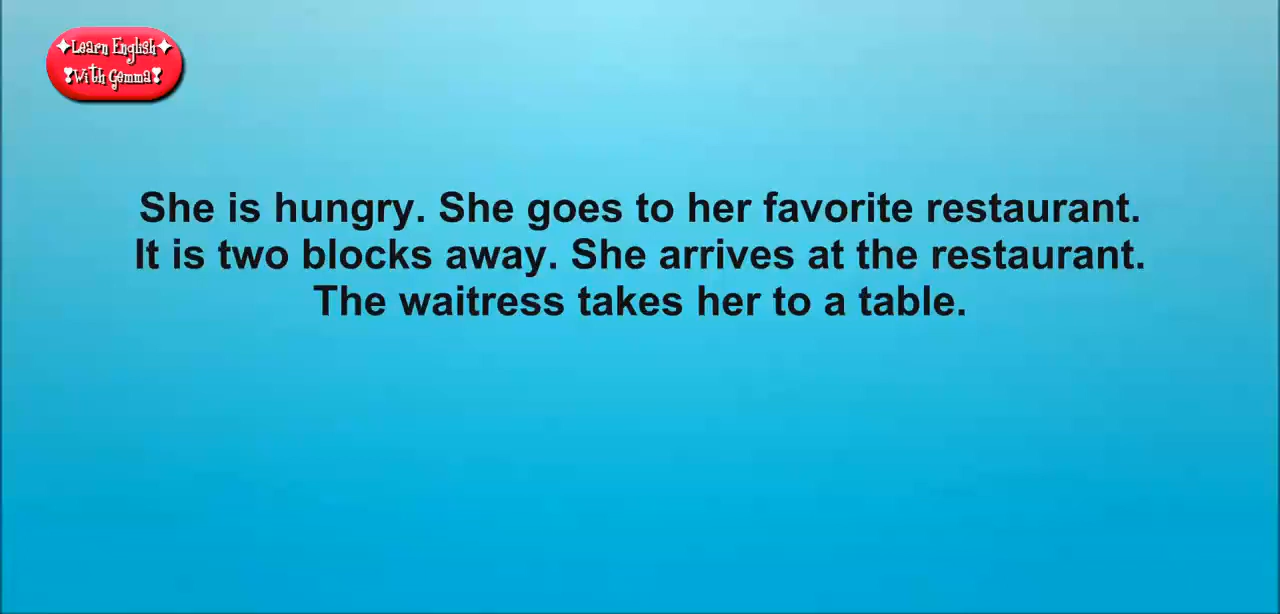 ✦Learn English✦
❣With Gemma❣
She is hungry. She goes to her favorite restaurant.
It is two blocks away. She arrives at the restaurant.
The waitress takes her to a table.